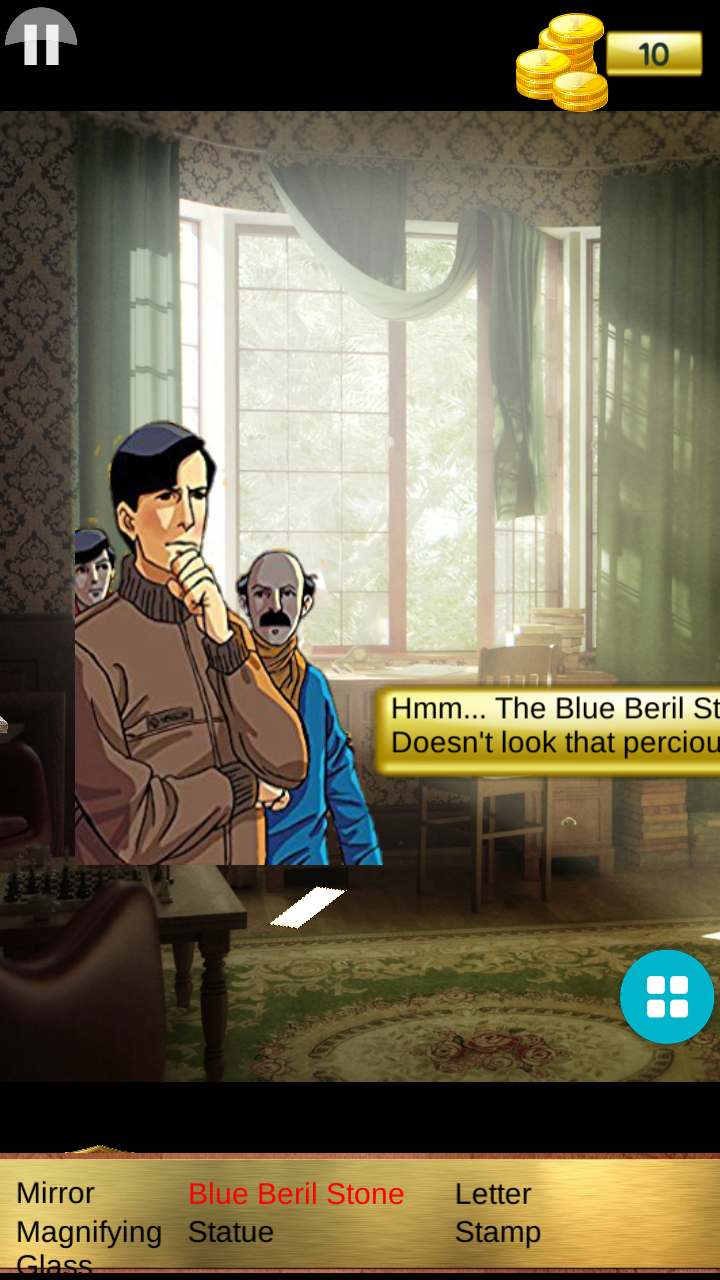 10
Hmm... The Blue Beril St
Doesn't look that perciou
Mirror Blue Beril Stone Letter
Magnifying Statue Stamp
Glass